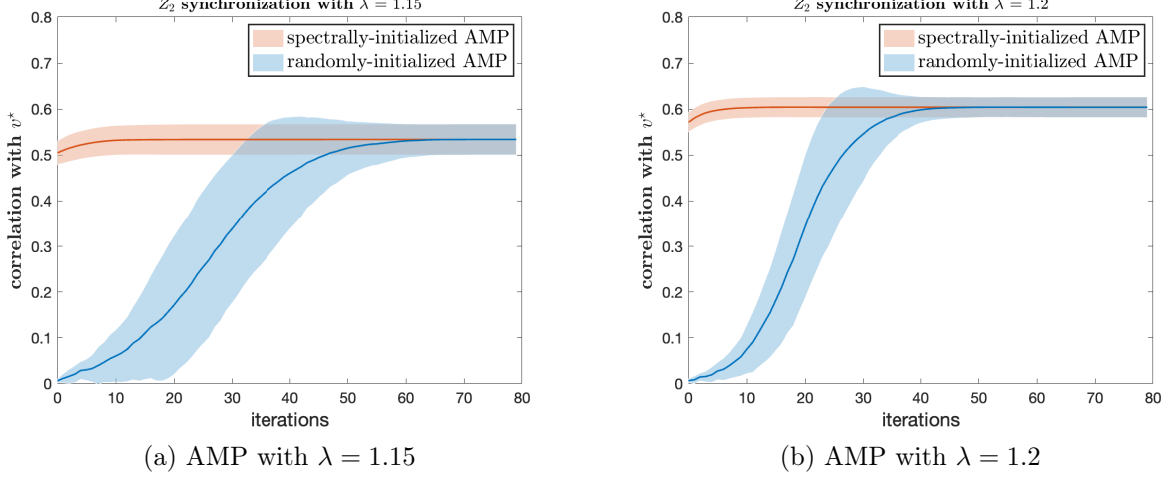 Z₂ synchronization with λ = 1.15
0.8
0.7
0.6
0.5
0.4
0.3
0.2
0.1
0
correlation with v*
spectrally-initialized AMP
randomly-initialized AMP
0 10 20 30 40 50 60 70 80
iterations
(a) AMP with λ = 1.15
Z₂ synchronization with λ = 1.2
0.8
0.7
0.6
0.5
0.4
0.3
0.2
0.1
0
correlation with v*
spectrally-initialized AMP
randomly-initialized AMP
0 10 20 30 40 50 60 70 80
iterations
(b) AMP with λ = 1.2